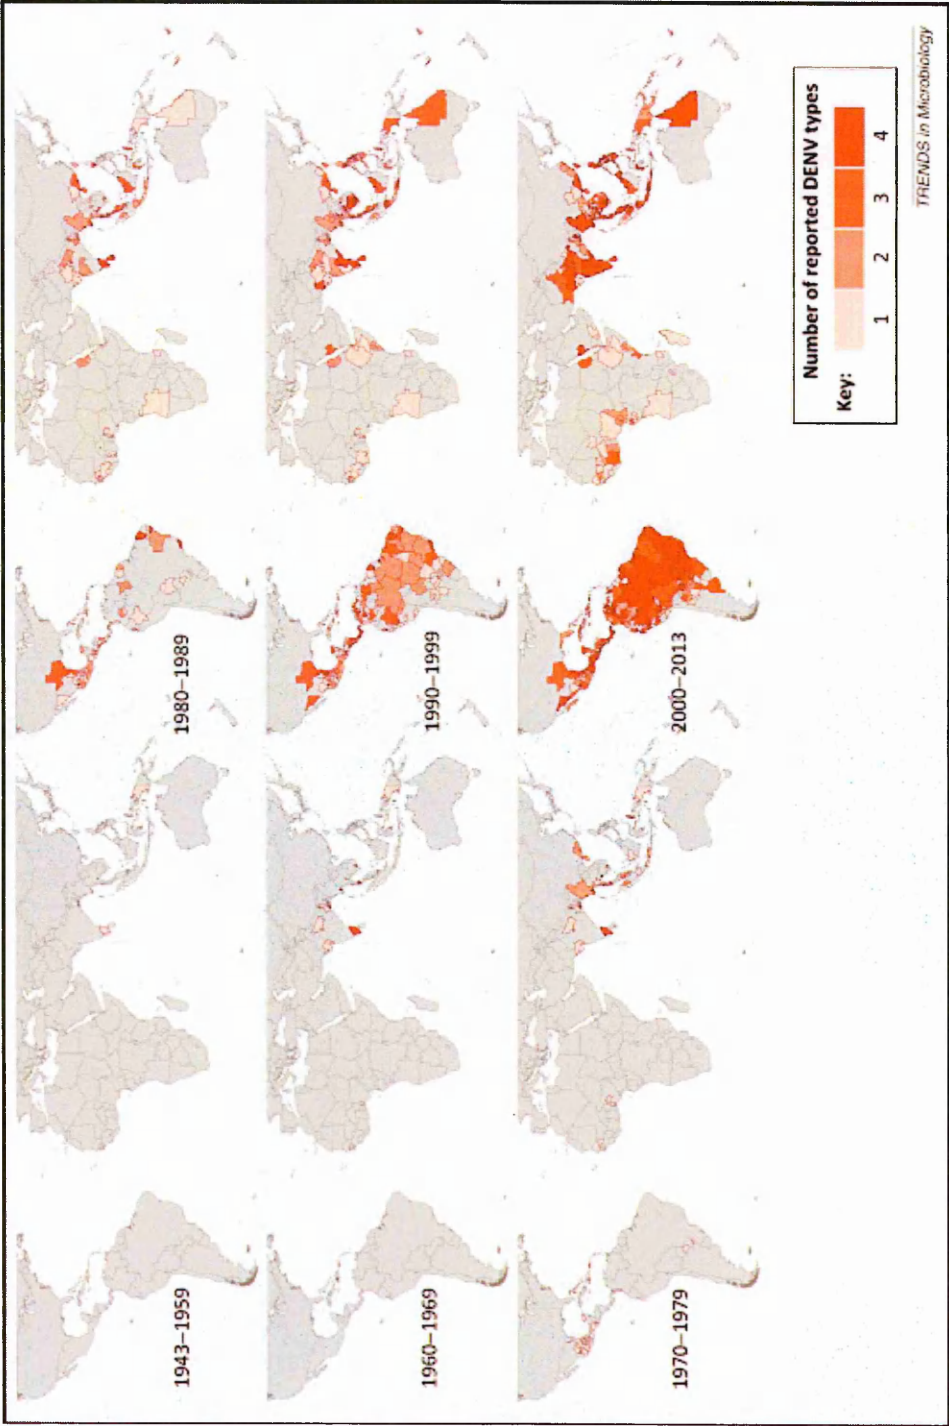 1943–1959
1980–1989
1960–1969
1990–1999
1970–1979
2000–2013
Number of reported DENV types
Key:
1 2 3 4
TRENDS in Microbiology